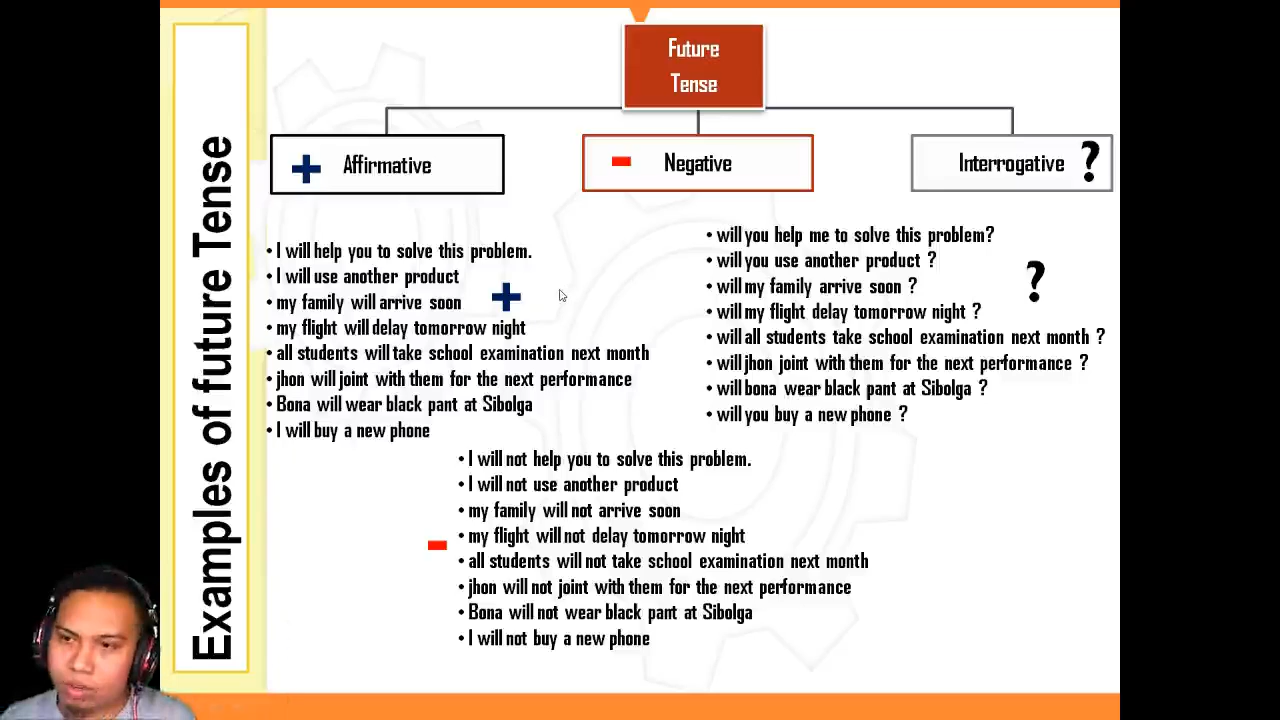 Examples of future Tense
Future
Tense
+ Affirmative
- Negative
Interrogative ?
• I will help you to solve this problem.
• I will use another product
• my family will arrive soon
• my flight will delay tomorrow night
• all students will take school examination next month
• jhon will joint with them for the next performance
• Bona will wear black pant at Sibolga
• I will buy a new phone
+
• will you help me to solve this problem?
• will you use another product ?
• will my family arrive soon ?
• will my flight delay tomorrow night ?
• will all students take school examination next month ?
• will jhon joint with them for the next performance ?
• will bona wear black pant at Sibolga ?
• will you buy a new phone ?
?
• I will not help you to solve this problem.
• I will not use another product
• my family will not arrive soon
• my flight will not delay tomorrow night
• all students will not take school examination next month
• jhon will not joint with them for the next performance
• Bona will not wear black pant at Sibolga
• I will not buy a new phone
-